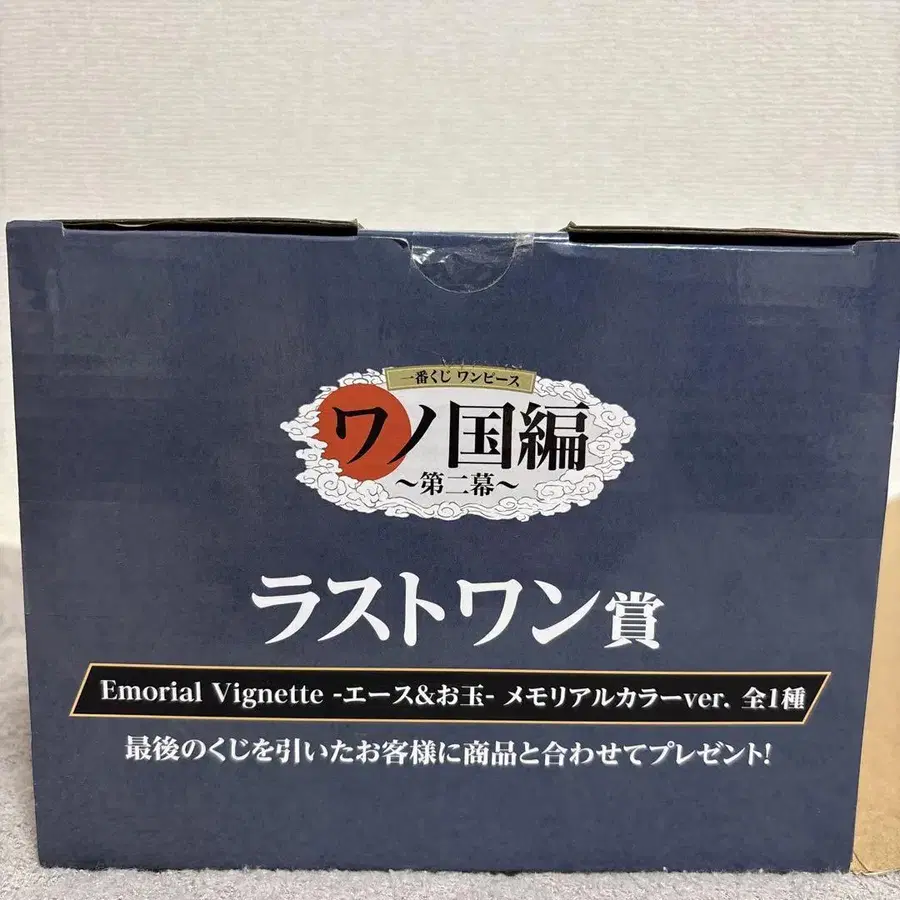 一番くじ ワンピース
ワノ国編
～第二幕～
ラストワン賞
Emorial Vignette -エース&お玉- メモリアルカラーver. 全1種
最後のくじを引いたお客様に商品と合わせてプレゼント!